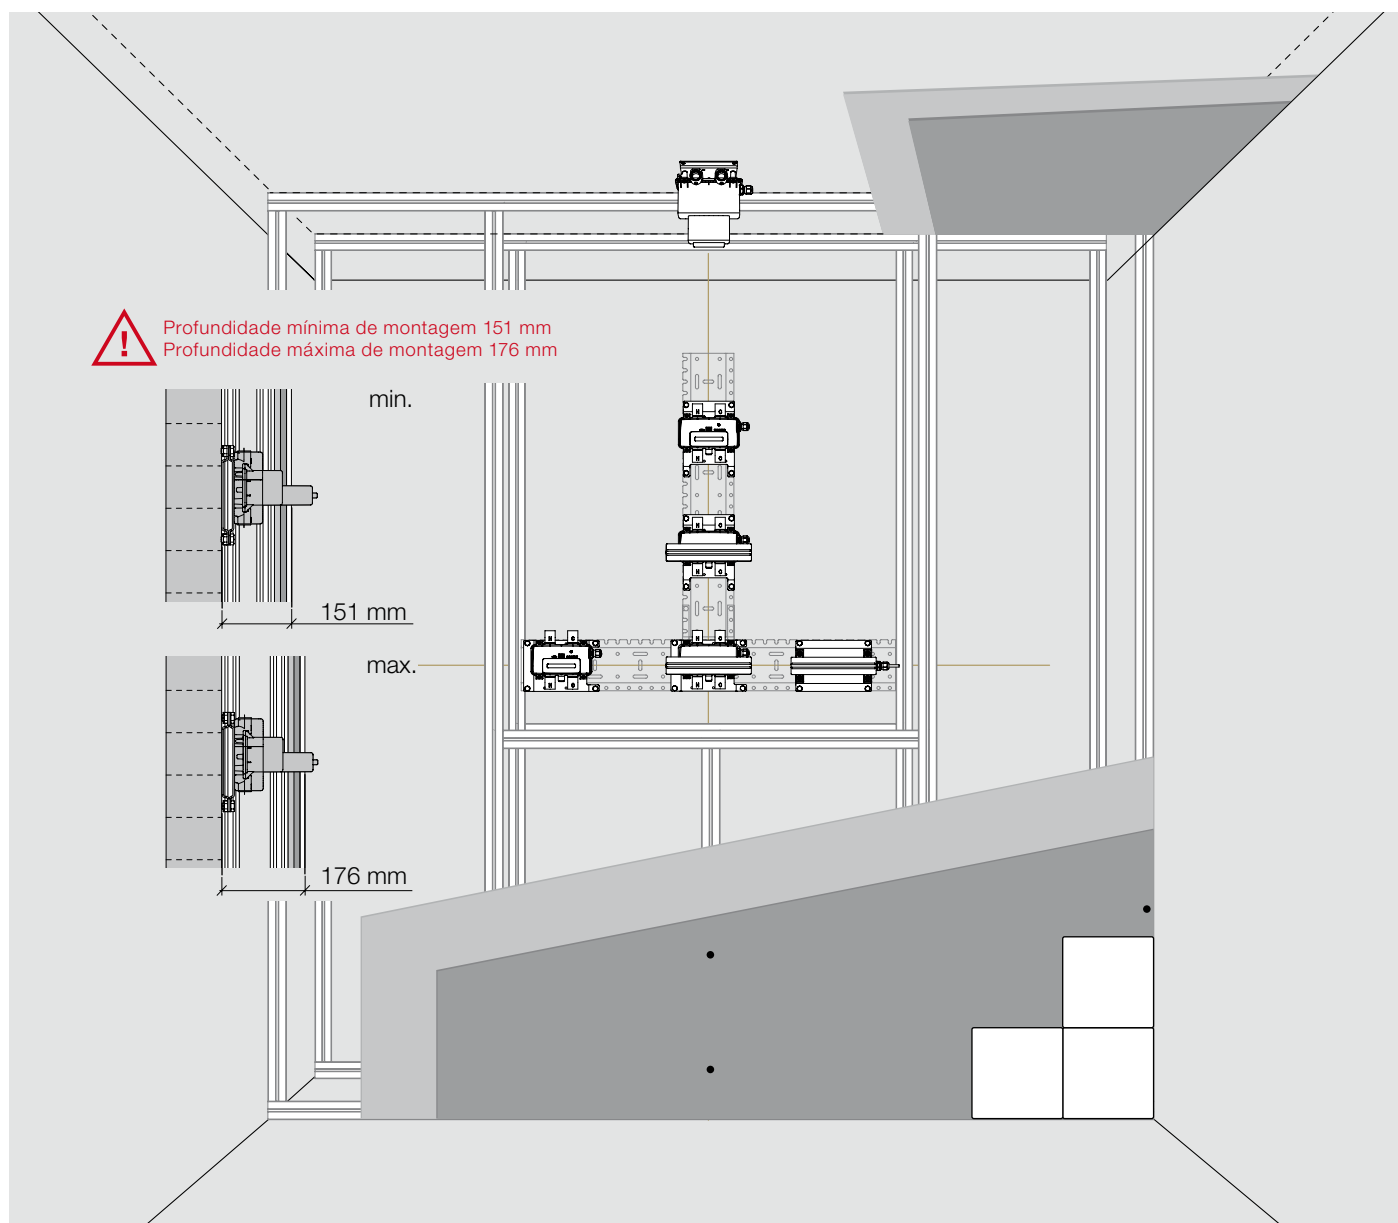 Profundidade mínima de montagem 151 mm
Profundidade máxima de montagem 176 mm
min.
151 mm
max.
176 mm